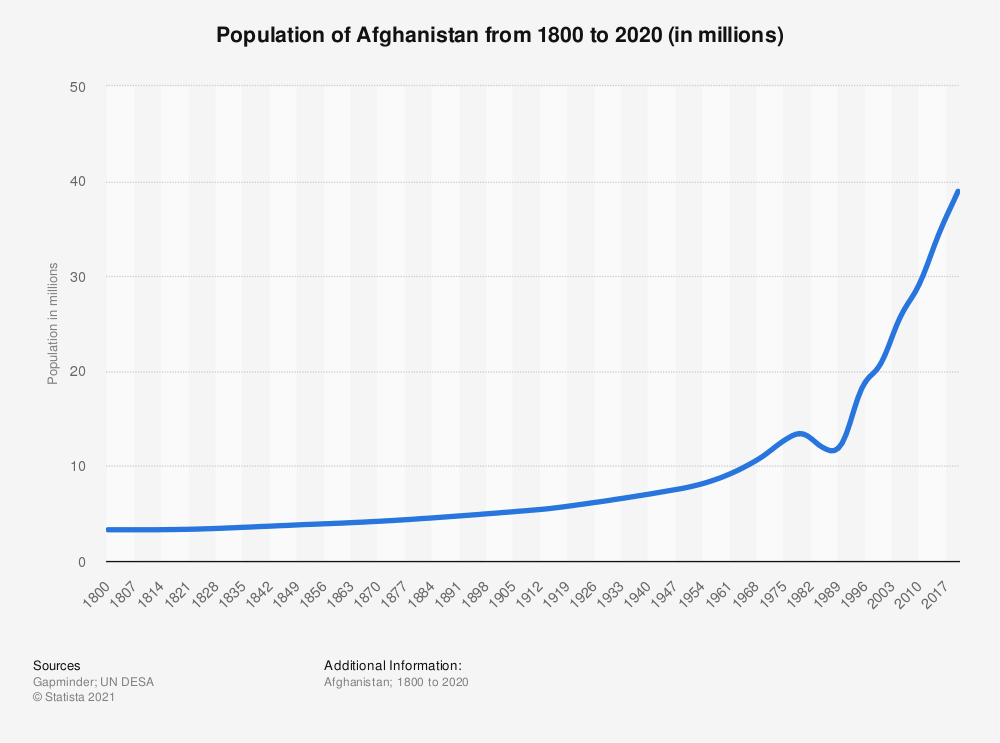 Population of Afghanistan from 1800 to 2020 (in millions)
50
40
30
20
10
0
Population in millions
1800 1807 1814 1821 1828 1835 1842 1849 1856 1863 1870 1877 1884 1891 1898 1905 1912 1919 1926 1933 1940 1947 1954 1961 1968 1975 1982 1989 1996 2003 2010 2017
Sources
Gapminder; UN DESA
© Statista 2021
Additional Information:
Afghanistan; 1800 to 2020